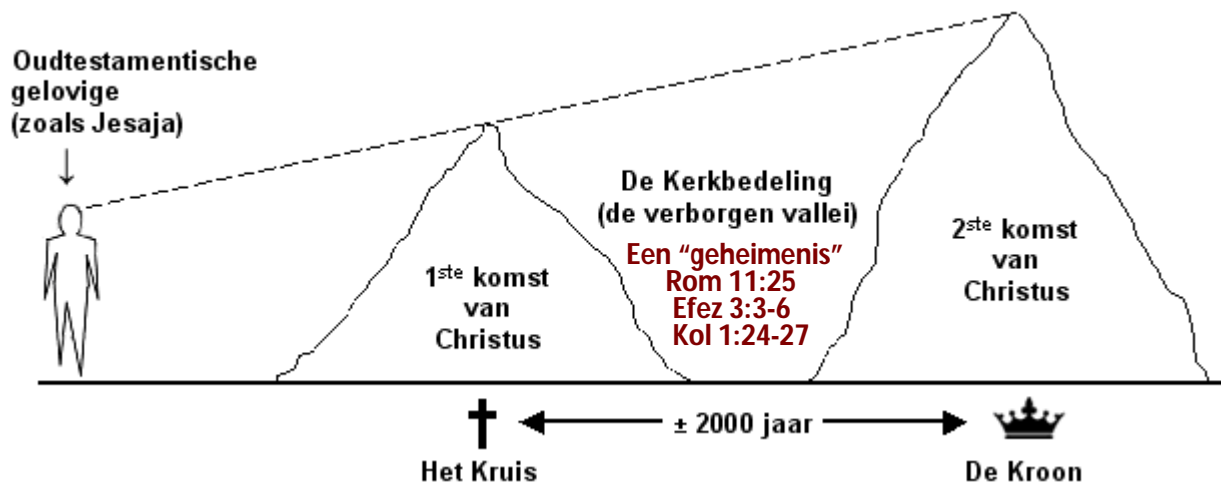 Oudtestamentische
gelovige
(zoals Jesaja)
De Kerkbedeling
(de verborgen vallei)
Een “geheimenis”
Rom 11:25
Efez 3:3-6
Kol 1:24-27
1ste komst
van
Christus
2ste komst
van
Christus
± 2000 jaar
Het Kruis
De Kroon